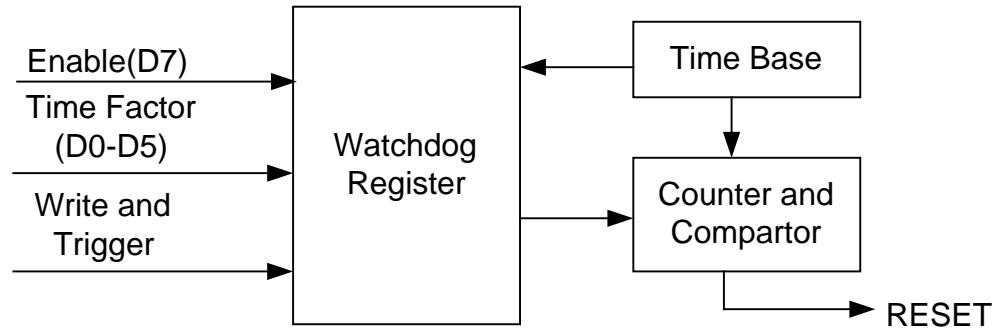 Enable(D7)
Time Factor
(D0-D5)
Write and
Trigger
Watchdog
Register
Time Base
Counter and
Compartor
RESET